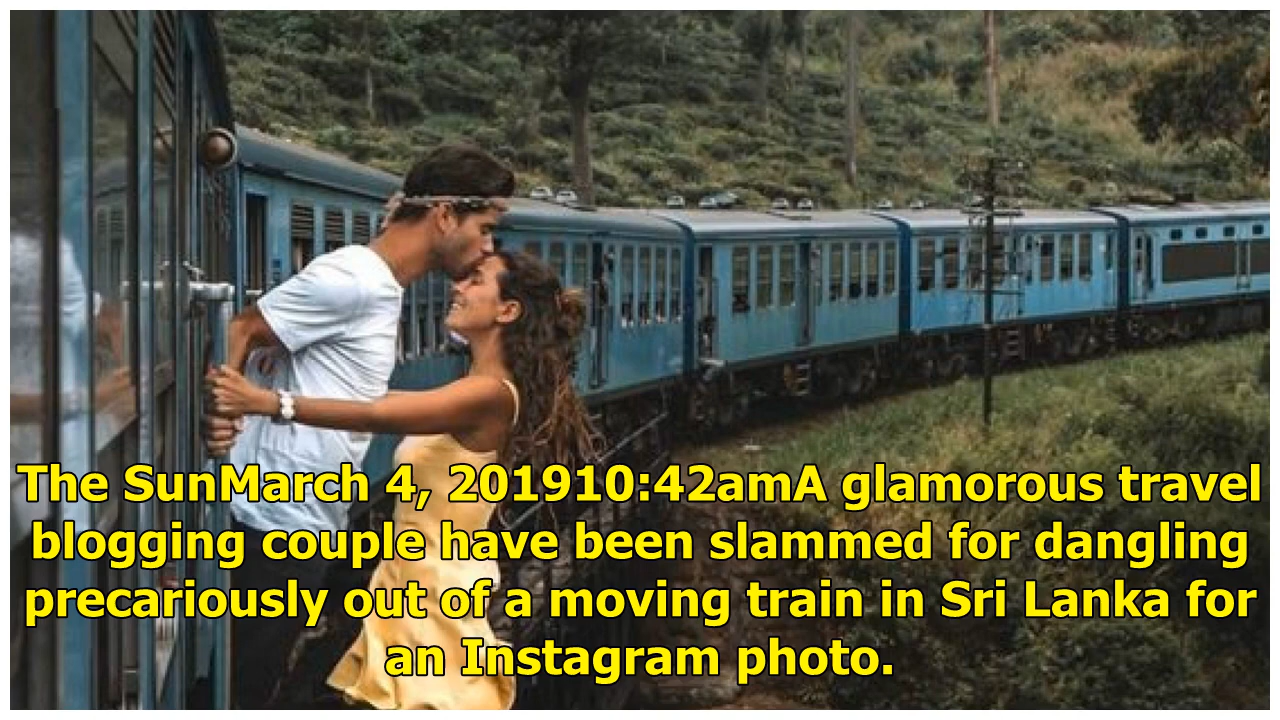 The SunMarch 4, 201910:42amA glamorous travel
blogging couple have been slammed for dangling
precariously out of a moving train in Sri Lanka for
an Instagram photo.